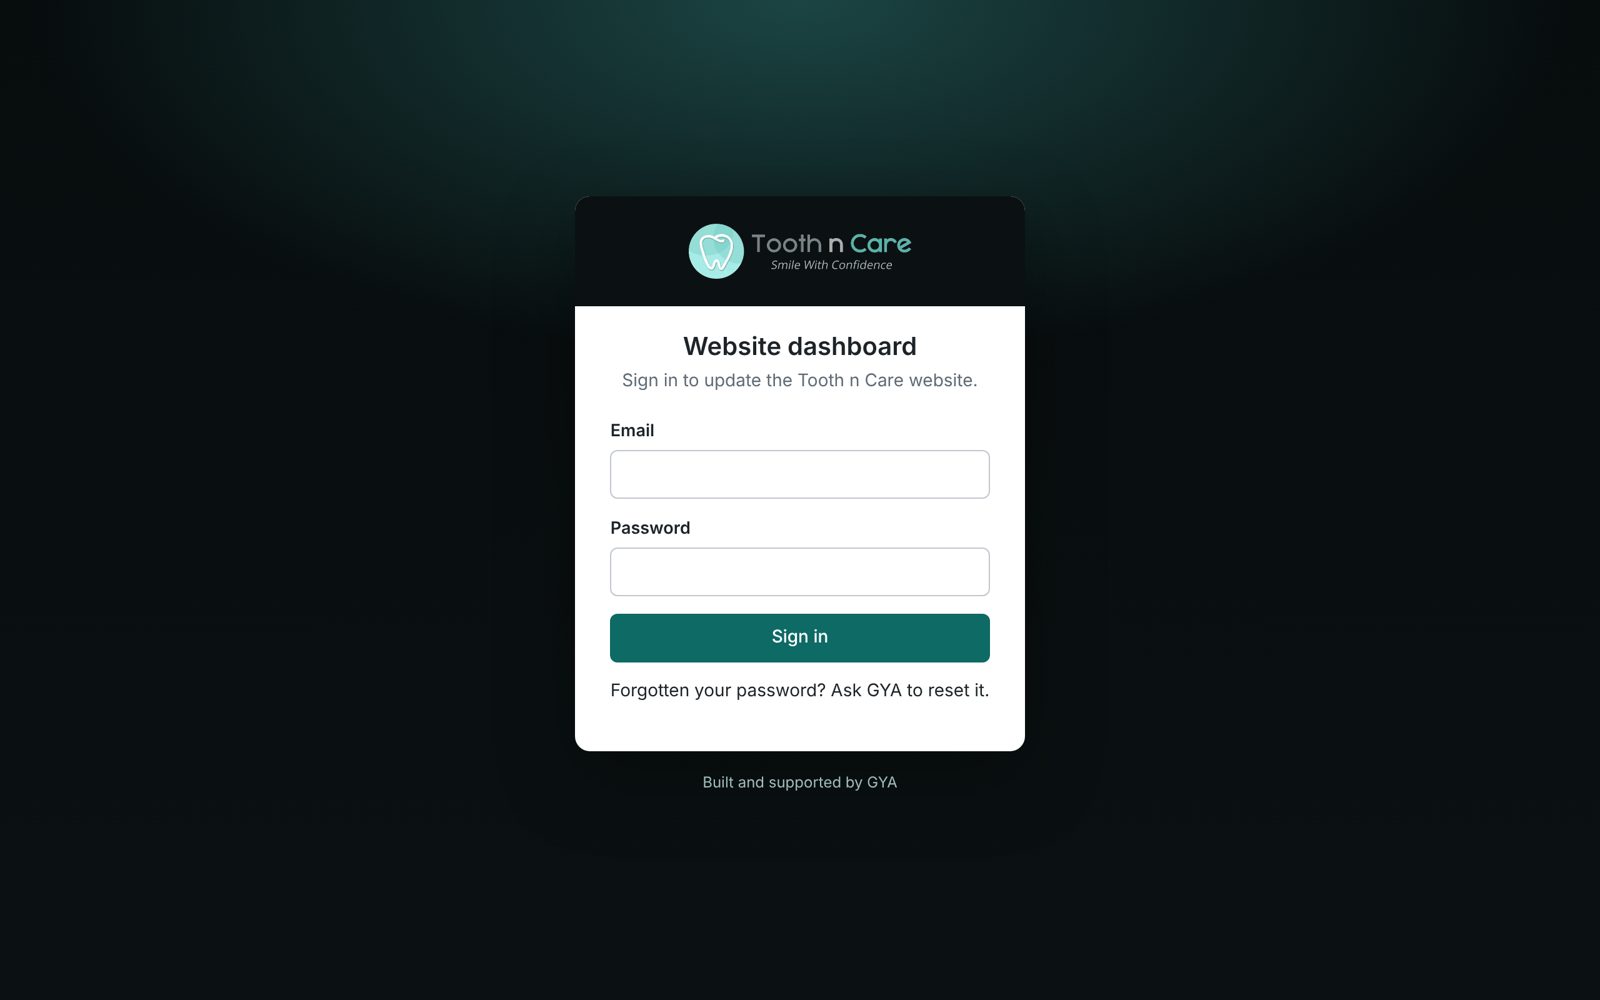 Tooth n Care
Smile With Confidence
Website dashboard
Sign in to update the Tooth n Care website.
Email
Password
Sign in
Forgotten your password? Ask GYA to reset it.
Built and supported by GYA